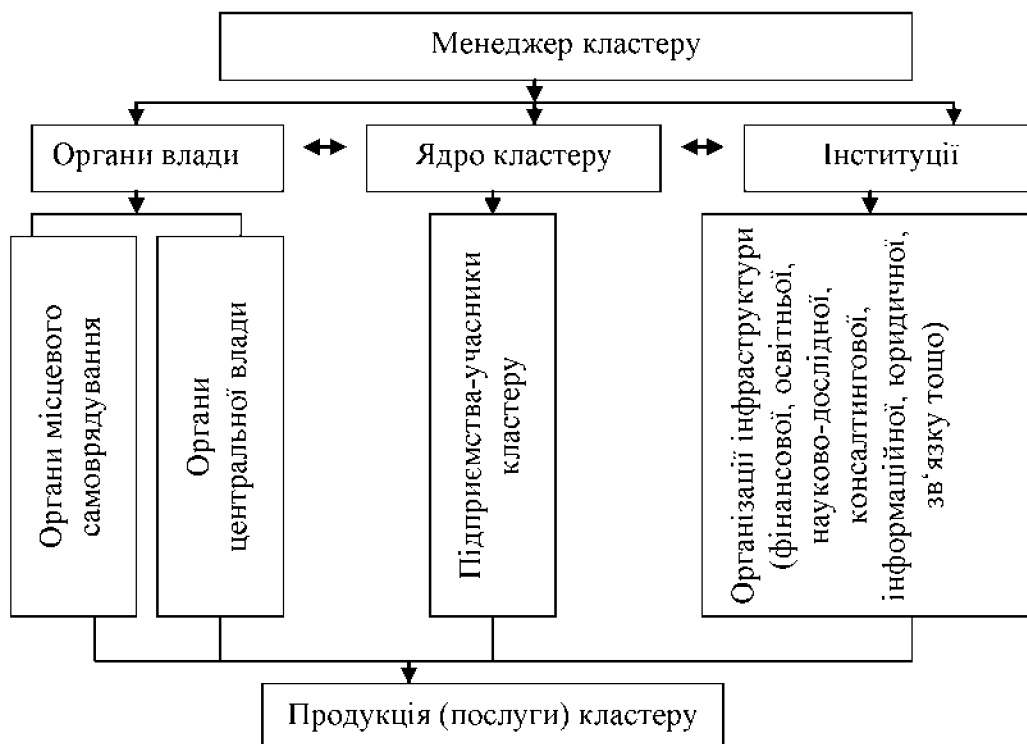 Менеджер кластеру
Органи влади
Ядро кластеру
Інституції
Органи місцевого
самоврядування
Органи
центральної влади
Підприємства-учасники
кластеру
Організації інфраструктури
(фінансової, освітньої,
науково-дослідної,
консалтингової,
інформаційної, юридичної,
зв‘язку тощо)
Продукція (послуги) кластеру